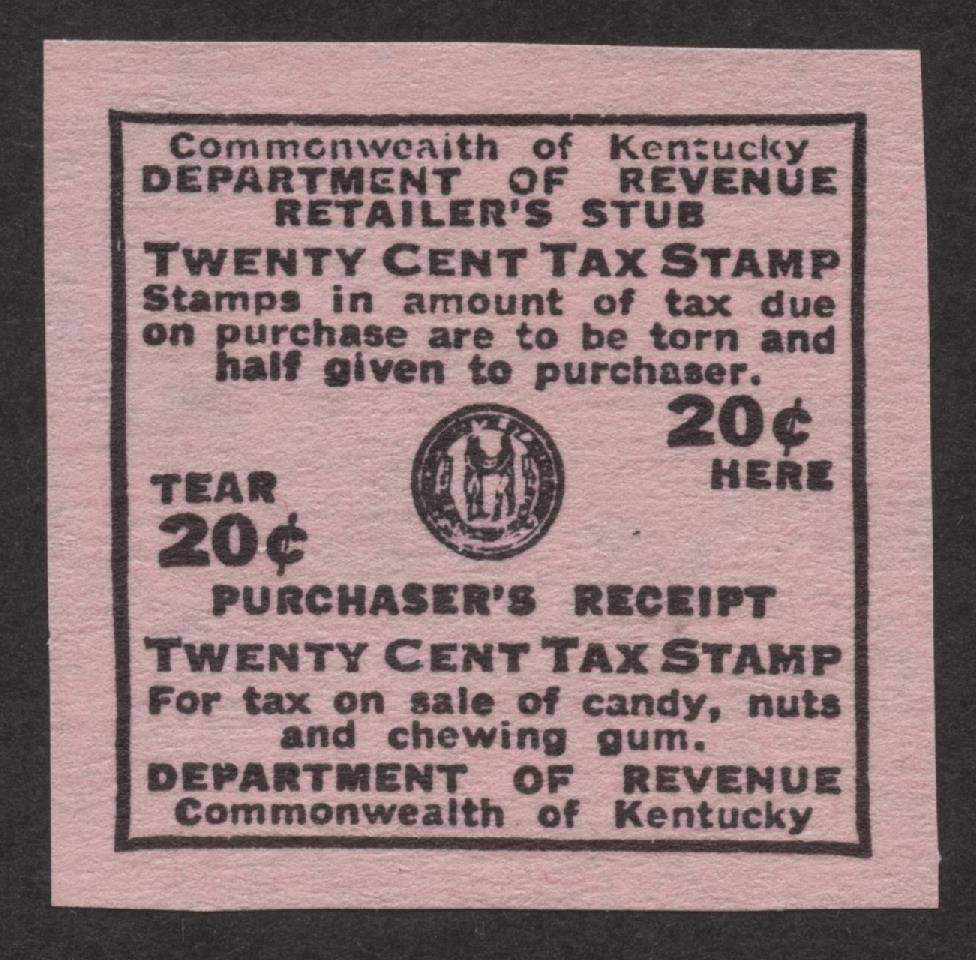 Commonwealth of Kentucky
DEPARTMENT OF REVENUE
RETAILER'S STUB
TWENTY CENT TAX STAMP
Stamps in amount of tax due
on purchase are to be torn and
half given to purchaser.
20¢
HERE
TEAR
20¢
PURCHASER'S RECEIPT
TWENTY CENT TAX STAMP
For tax on sale of candy, nuts
and chewing gum.
DEPARTMENT OF REVENUE
Commonwealth of Kentucky